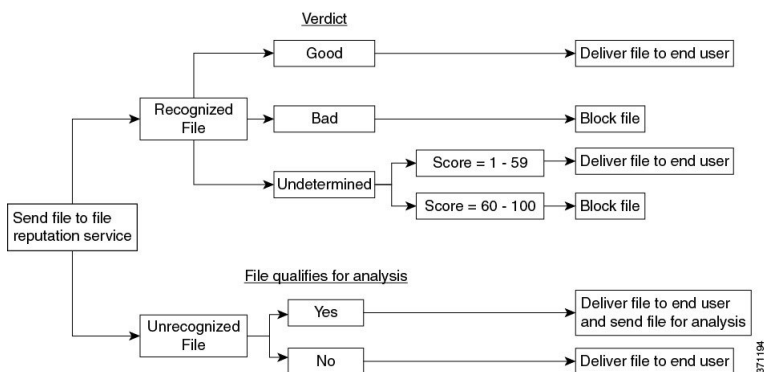 Verdict
Good
Deliver file to end user
Recognized
File
Bad
Block file
Undetermined
Score = 1 - 59
Deliver file to end user
Score = 60 - 100
Block file
Send file to file
reputation service
File qualifies for analysis
Unrecognized
File
Yes
Deliver file to end user
and send file for analysis
No
Deliver file to end user
371194